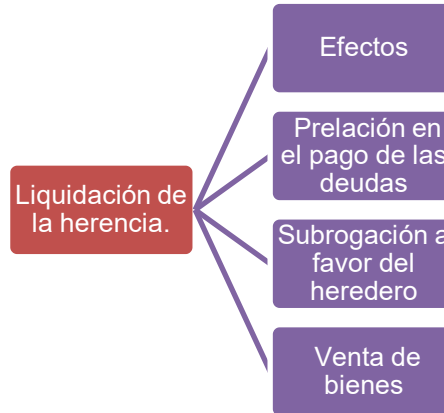 Liquidación de
la herencia.
Efectos
Prelación en
el pago de las
deudas
Subrogación a
favor del
heredero
Venta de
bienes